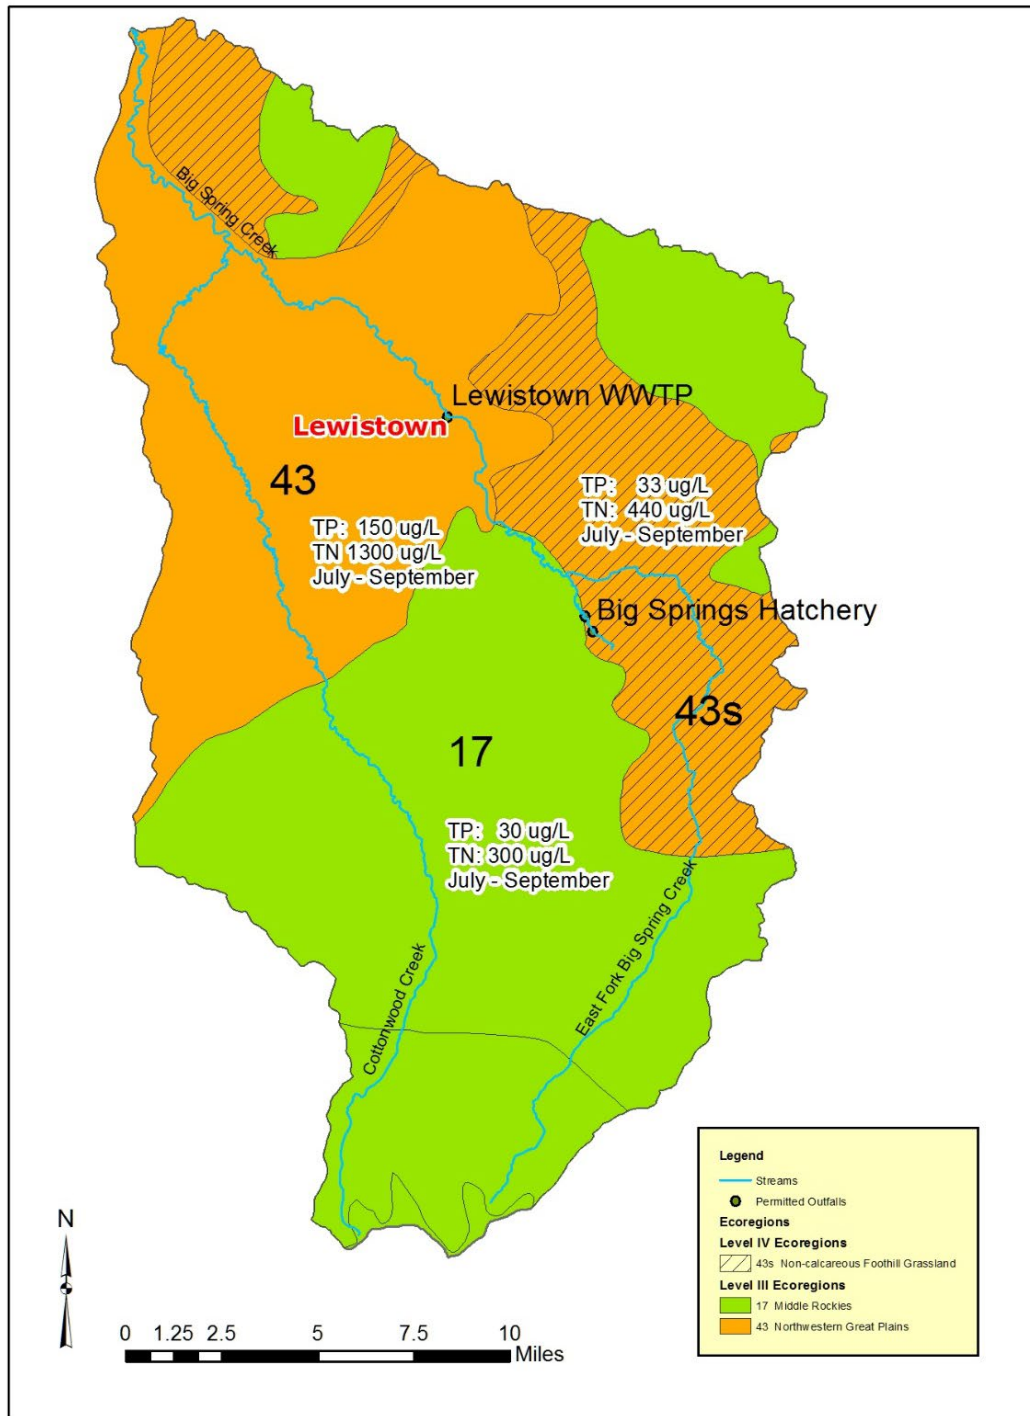 Big Spring Creek
Lewistown WWTP
Lewistown
43
TP: 33 ug/L
TN: 440 ug/L
July - September
TP: 150 ug/L
TN 1300 ug/L
July - September
Big Springs Hatchery
43s
17
TP: 30 ug/L
TN: 300 ug/L
July - September
East Fork Big Spring Creek
Cottonwood Creek
Legend
Streams
Permitted Outfalls
Ecoregions
Level IV Ecoregions
43s Non-calcareous Foothill Grassland
Level III Ecoregions
17 Middle Rockies
43 Northwestern Great Plains
N
0 1.25 2.5 5 7.5 10
Miles